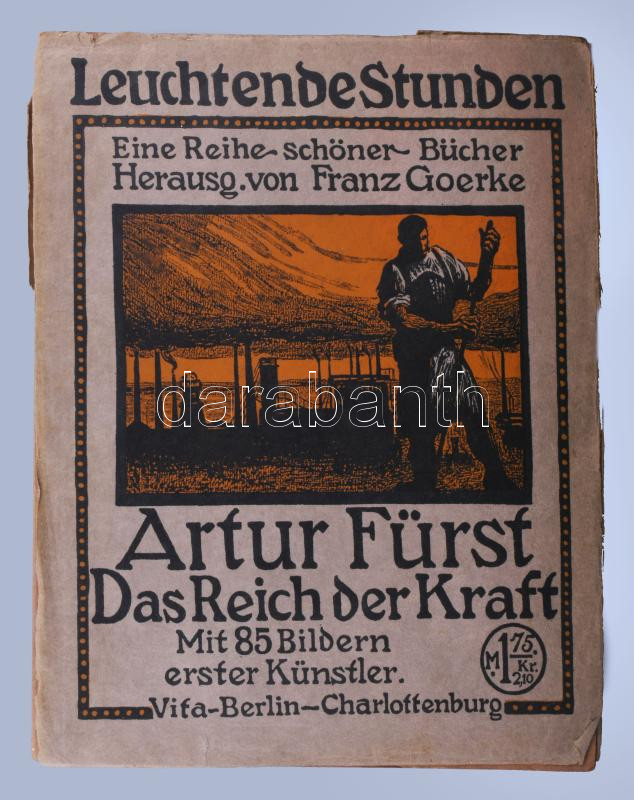 Leuchtende Stunden
Eine Reihe schöner Bücher
Herausg. von Franz Goerke
darabanth
Artur Fürst
Das Reich der Kraft
Mit 85 Bildern
erster Künstler.
M. 1 75. Kr. 2,10
Vita-Berlin-Charlottenburg